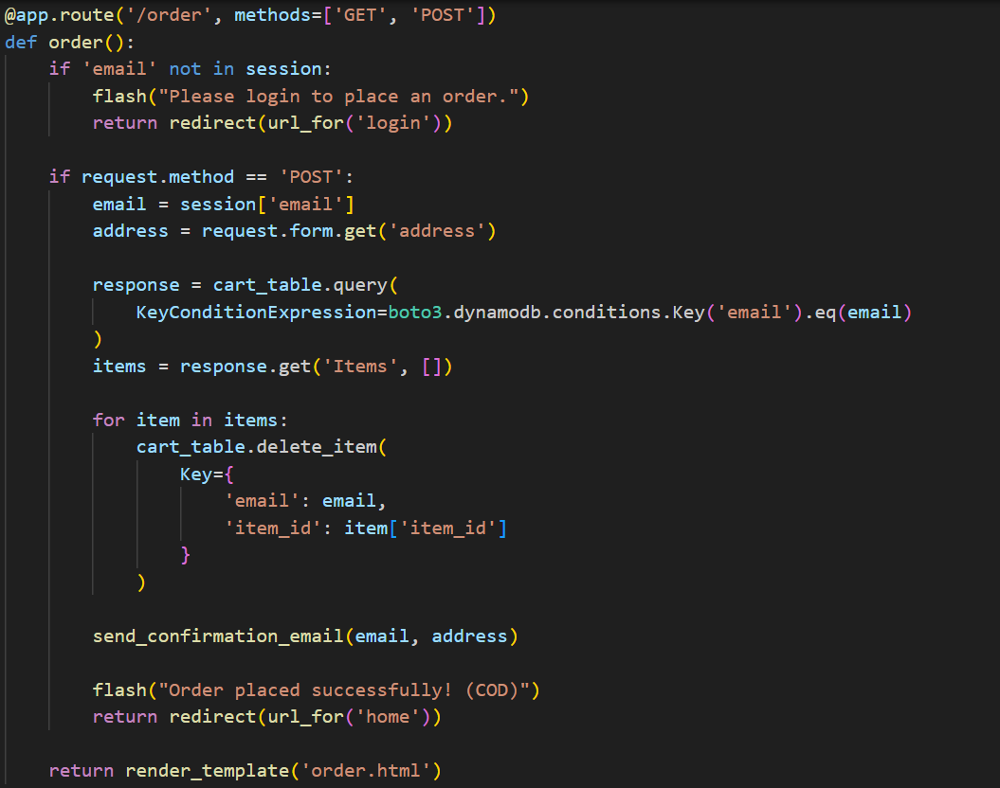 @app.route('/order', methods=['GET', 'POST'])
def order():
    if 'email' not in session:
        flash("Please login to place an order.")
        return redirect(url_for('login'))

    if request.method == 'POST':
        email = session['email']
        address = request.form.get('address')

        response = cart_table.query(
            KeyConditionExpression=boto3.dynamodb.conditions.Key('email').eq(email)
        )
        items = response.get('Items', [])

        for item in items:
            cart_table.delete_item(
                Key={
                    'email': email,
                    'item_id': item['item_id']
                }
            )

        send_confirmation_email(email, address)

        flash("Order placed successfully! (COD)")
        return redirect(url_for('home'))

    return render_template('order.html')